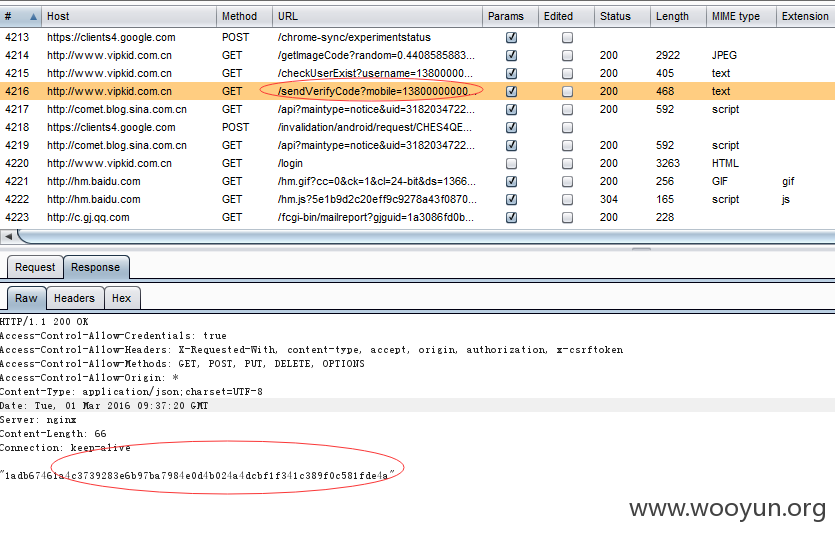 # Host Method URL Params Edited Status Length MIME type Extension
4213 https://clients4.google.com POST /chrome-sync/experimentstatus
4214 http://www.vipkid.com.cn GET /getImageCode?random=0.4408585883... 200 2922 JPEG
4215 http://www.vipkid.com.cn GET /checkUserExist?username=13800000... 200 405 text
4216 http://www.vipkid.com.cn GET /sendVerifyCode?mobile=13800000000... 200 468 text
4217 http://comet.blog.sina.com.cn GET /api?maintype=notice&uid=3182034722... 200 592 script
4218 https://clients4.google.com POST /invalidation/android/request/CHES4QE...
4219 http://comet.blog.sina.com.cn GET /api?maintype=notice&uid=3182034722... 200 592 script
4220 http://www.vipkid.com.cn GET /login 200 3263 HTML
4221 http://hm.baidu.com GET /hm.gif?cc=0&ck=1&cl=24-bit&ds=1366... 200 256 GIF gif
4222 http://hm.baidu.com GET /hm.js?5e1b9d2c20eff9c9278a43f0870... 304 165 script js
4223 http://c.gj.qq.com GET /fcgi-bin/mailreport?gjguid=1a3086fd0b... 200 228
Request Response
Raw Headers Hex
HTTP/1.1 200 OK
Access-Control-Allow-Credentials: true
Access-Control-Allow-Headers: X-Requested-With, content-type, accept, origin, authorization, x-csrftoken
Access-Control-Allow-Methods: GET, POST, PUT, DELETE, OPTIONS
Access-Control-Allow-Origin: *
Content-Type: application/json;charset=UTF-8
Date: Tue, 01 Mar 2016 09:37:20 GMT
Server: nginx
Content-Length: 66
Connection: keep-alive
"1adb67461a4c3739283e6b97ba7984e0d4b024a4dcbf1f341c389f0c581fde4a"
www.wooyun.org